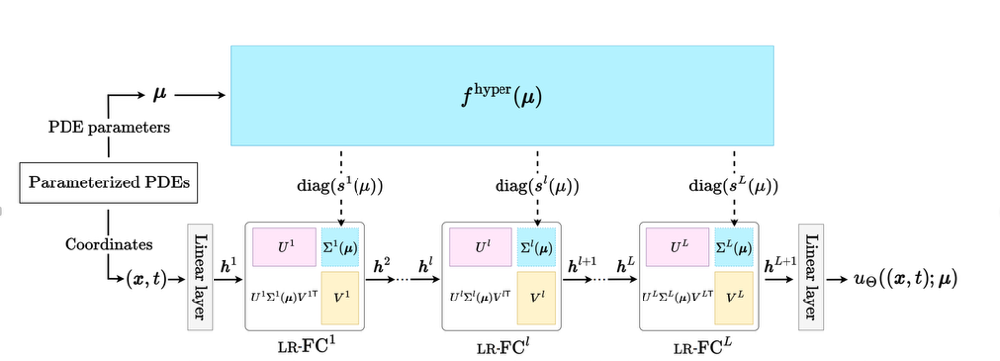 f^hyper(μ)
μ
PDE parameters
Parameterized PDEs
Coordinates
(x, t)
Linear layer
h^1
diag(s^1(μ))
U^1
Σ^1(μ)
U^1Σ^1(μ)V^1T
V^1
LR-FC^1
h^2
...
h^l
diag(s^l(μ))
U^l
Σ^l(μ)
U^lΣ^l(μ)V^lT
V^l
LR-FC^l
h^l+1
...
h^L
diag(s^L(μ))
U^L
Σ^L(μ)
U^LΣ^L(μ)V^LT
V^L
LR-FC^L
h^L+1
Linear layer
u_Θ((x, t); μ)